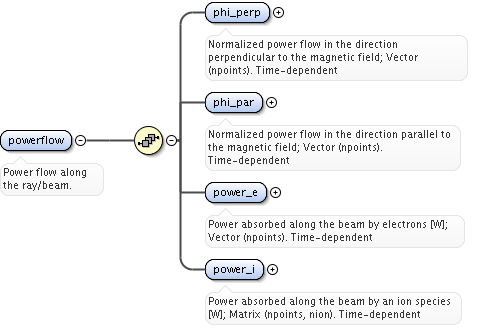 phi_perp
Normalized power flow in the direction
perpendicular to the magnetic field; Vector
(npoints). Time-dependent
phi_par
Normalized power flow in the direction parallel to
the magnetic field; Vector (npoints).
Time-dependent
powerflow
Power flow along
the ray/beam.
power_e
Power absorbed along the beam by electrons [W];
Vector (npoints). Time-dependent
power_i
Power absorbed along the beam by an ion species
[W]; Matrix (npoints, nion). Time-dependent